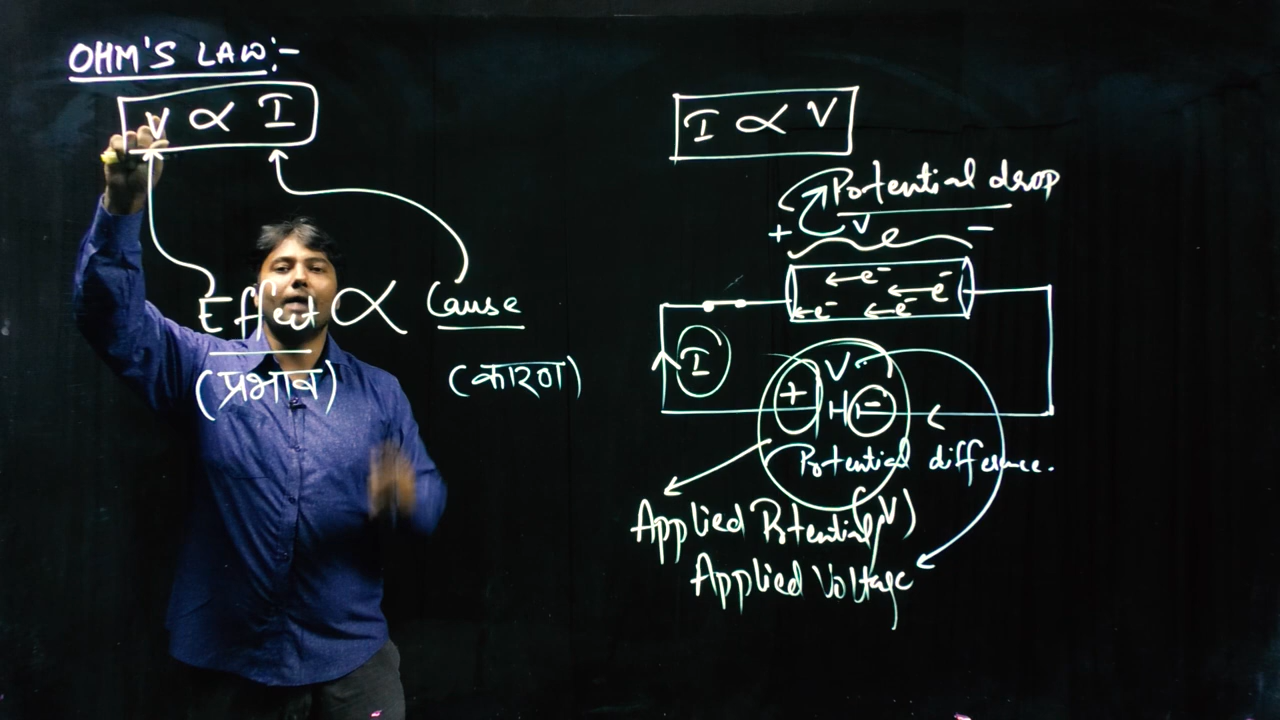 OHM'S LAW:-
V ∝ I
Effect ∝ Cause
(प्रभाव) (कारण)
I ∝ V
Potential drop
+ V -
←e⁻ ←e⁻
←e⁻ ←e⁻
I
V
+ -
Potential difference.
Applied Potential (V)
Applied Voltage